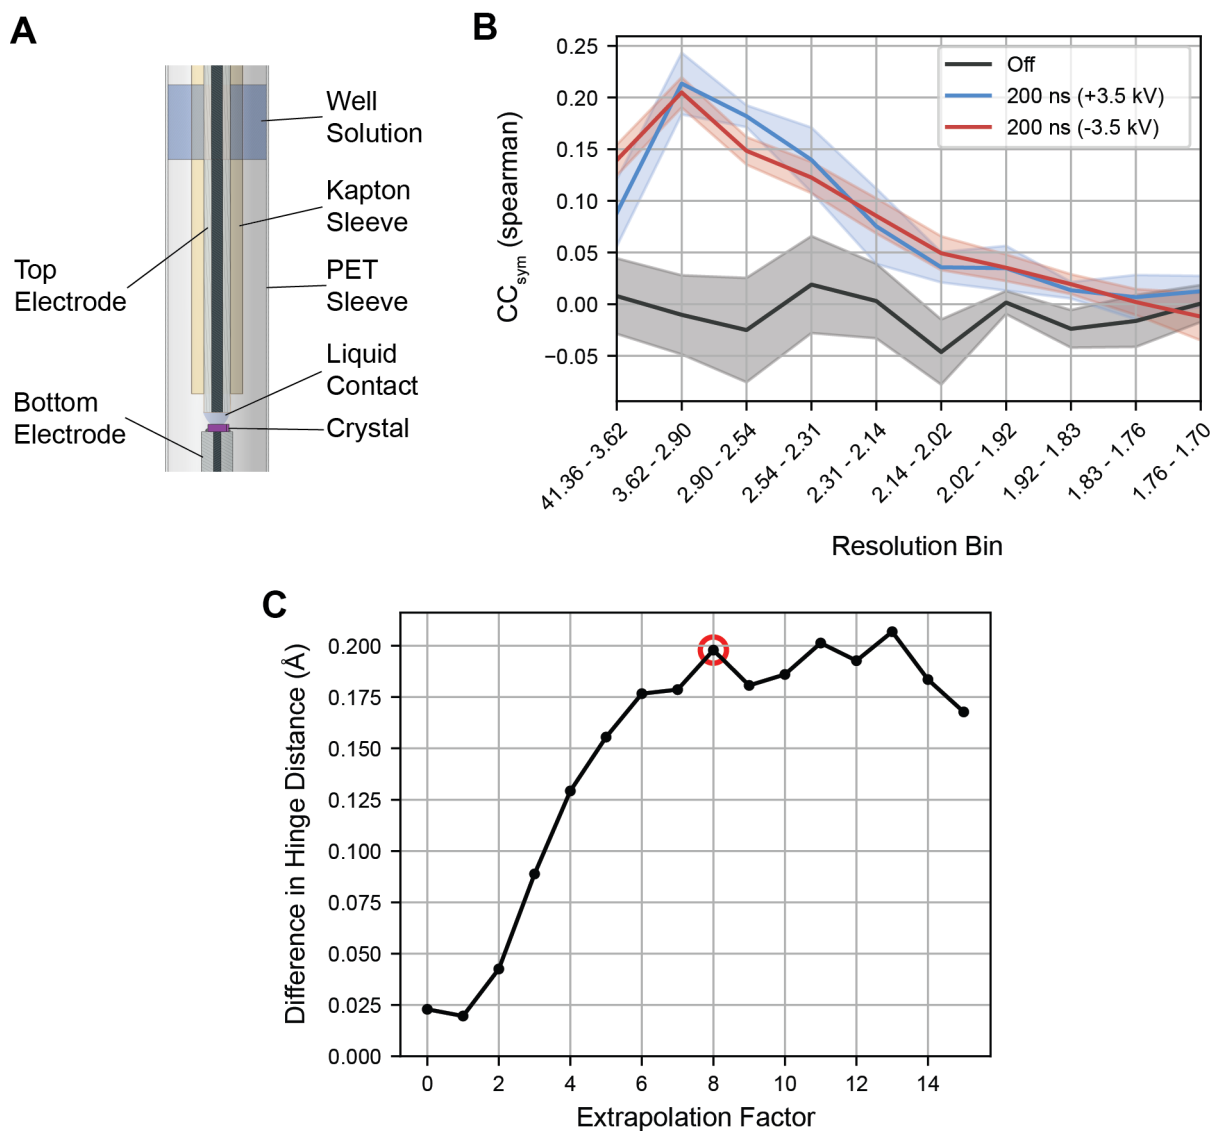 A
Well
Solution
Kapton
Sleeve
Top
Electrode
PET
Sleeve
Liquid
Contact
Bottom
Electrode
Crystal
B
CCsym (spearman)
0.25
0.20
0.15
0.10
0.05
0.00
−0.05
Off
200 ns (+3.5 kV)
200 ns (-3.5 kV)
41.36 - 3.62
3.62 - 2.90
2.90 - 2.54
2.54 - 2.31
2.31 - 2.14
2.14 - 2.02
2.02 - 1.92
1.92 - 1.83
1.83 - 1.76
1.76 - 1.70
Resolution Bin
C
Difference in Hinge Distance (Å)
0.200
0.175
0.150
0.125
0.100
0.075
0.050
0.025
0.000
0 2 4 6 8 10 12 14
Extrapolation Factor